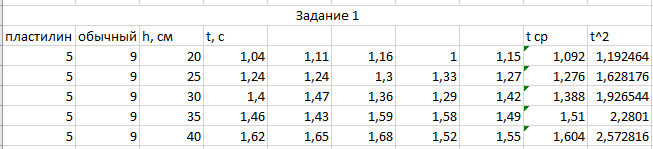 Задание 1
пластилин обычный h, см t, с t ср t^2
5 9 20 1,04 1,11 1,16 1 1,15 1,092 1,192464
5 9 25 1,24 1,24 1,3 1,33 1,27 1,276 1,628176
5 9 30 1,4 1,47 1,36 1,29 1,42 1,388 1,926544
5 9 35 1,46 1,43 1,59 1,58 1,49 1,51 2,2801
5 9 40 1,62 1,65 1,68 1,52 1,55 1,604 2,572816